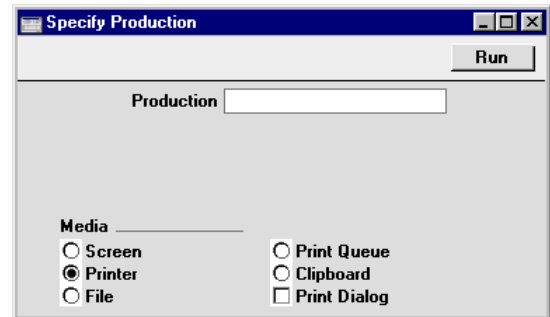 Specify Production
Run
Production
Media
Screen
Printer
File
Print Queue
Clipboard
Print Dialog